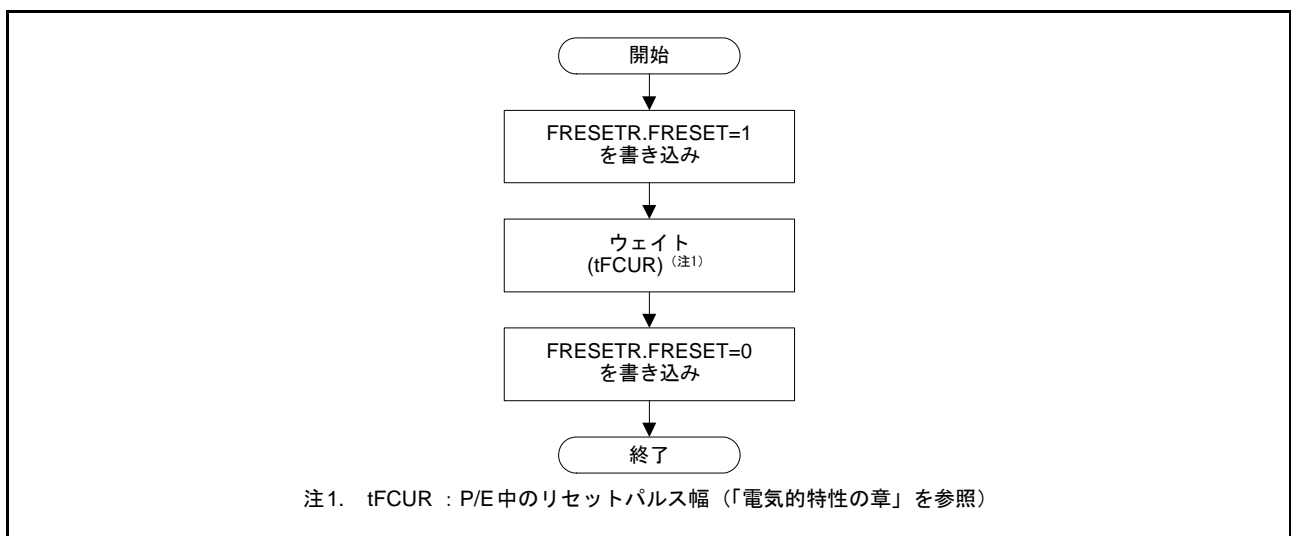 開始
FRESETR.FRESET=1
を書き込み
ウェイト
(tFCUR)（注1）
FRESETR.FRESET=0
を書き込み
終了
注1. tFCUR ：P/E中のリセットパルス幅（「電気的特性の章」を参照）